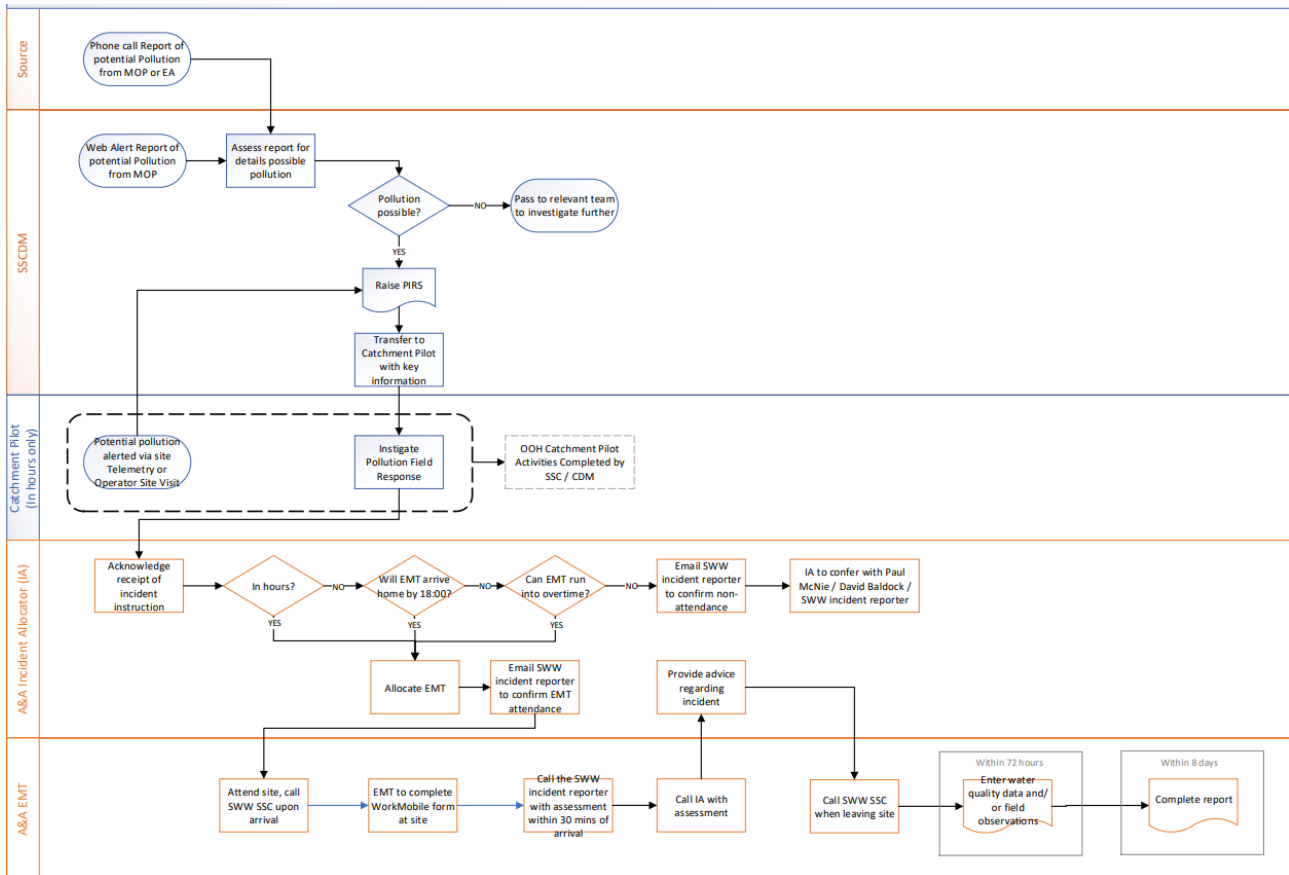 Source
Phone call Report of
potential Pollution
from MOP or EA
SSCDM
Web Alert Report of
potential Pollution
from MOP
Assess report for
details possible
pollution
Pollution
possible?
NO
Pass to relevant team
to investigate further
YES
Raise PIRS
Transfer to
Catchment Pilot
with key
information
Catchment Pilot
(In hours only)
Potential pollution
alerted via site
Telemetry or
Operator Site Visit
Instigate
Pollution Field
Response
OOH Catchment Pilot
Activities Completed by
SSC / CDM
A&A Incident Allocator (IA)
Acknowledge
receipt of
incident
instruction
In hours?
NO
Will EMT arrive
home by 18:00?
NO
Can EMT run
into overtime?
NO
Email SWW
incident reporter
to confirm non-
attendance
IA to confer with Paul
McNie / David Baldock /
SWW incident reporter
YES
YES
YES
Allocate EMT
Email SWW
incident reporter
to confirm EMT
attendance
Provide advice
regarding
incident
A&A EMT
Attend site, call
SWW SSC upon
arrival
EMT to complete
WorkMobile form
at site
Call the SWW
incident reporter
with assessment
within 30 mins of
arrival
Call IA with
assessment
Call SWW SSC
when leaving site
Within 72 hours
Enter water
quality data and/
or field
observations
Within 8 days
Complete report